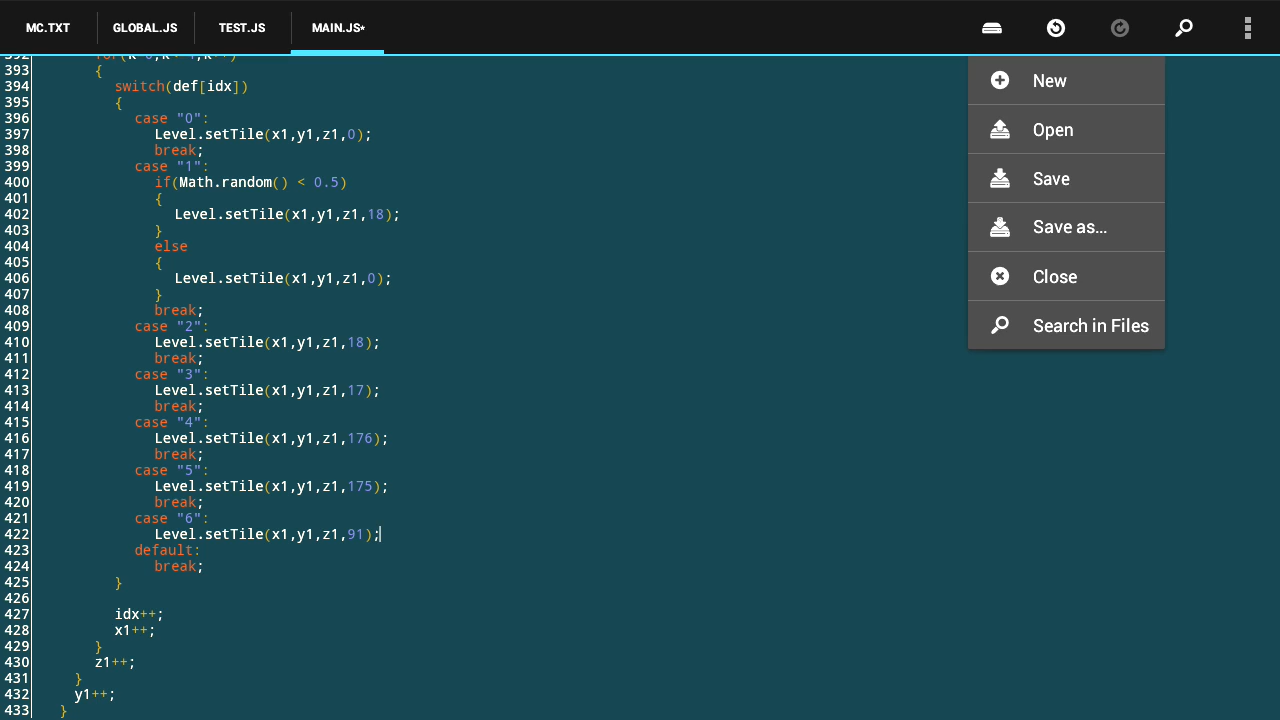 MC.TXT GLOBAL.JS TEST.JS MAIN.JS*
393 {
394 switch(def[idx])
395 {
396 case "0":
397 Level.setTile(x1,y1,z1,0);
398 break;
399 case "1":
400 if(Math.random() < 0.5)
401 {
402 Level.setTile(x1,y1,z1,18);
403 }
404 else
405 {
406 Level.setTile(x1,y1,z1,0);
407 }
408 break;
409 case "2":
410 Level.setTile(x1,y1,z1,18);
411 break;
412 case "3":
413 Level.setTile(x1,y1,z1,17);
414 break;
415 case "4":
416 Level.setTile(x1,y1,z1,176);
417 break;
418 case "5":
419 Level.setTile(x1,y1,z1,175);
420 break;
421 case "6":
422 Level.setTile(x1,y1,z1,91);
423 default:
424 break;
425 }
426
427 idx++;
428 x1++;
429 }
430 z1++;
431 }
432 y1++;
433 }
New
Open
Save
Save as...
Close
Search in Files